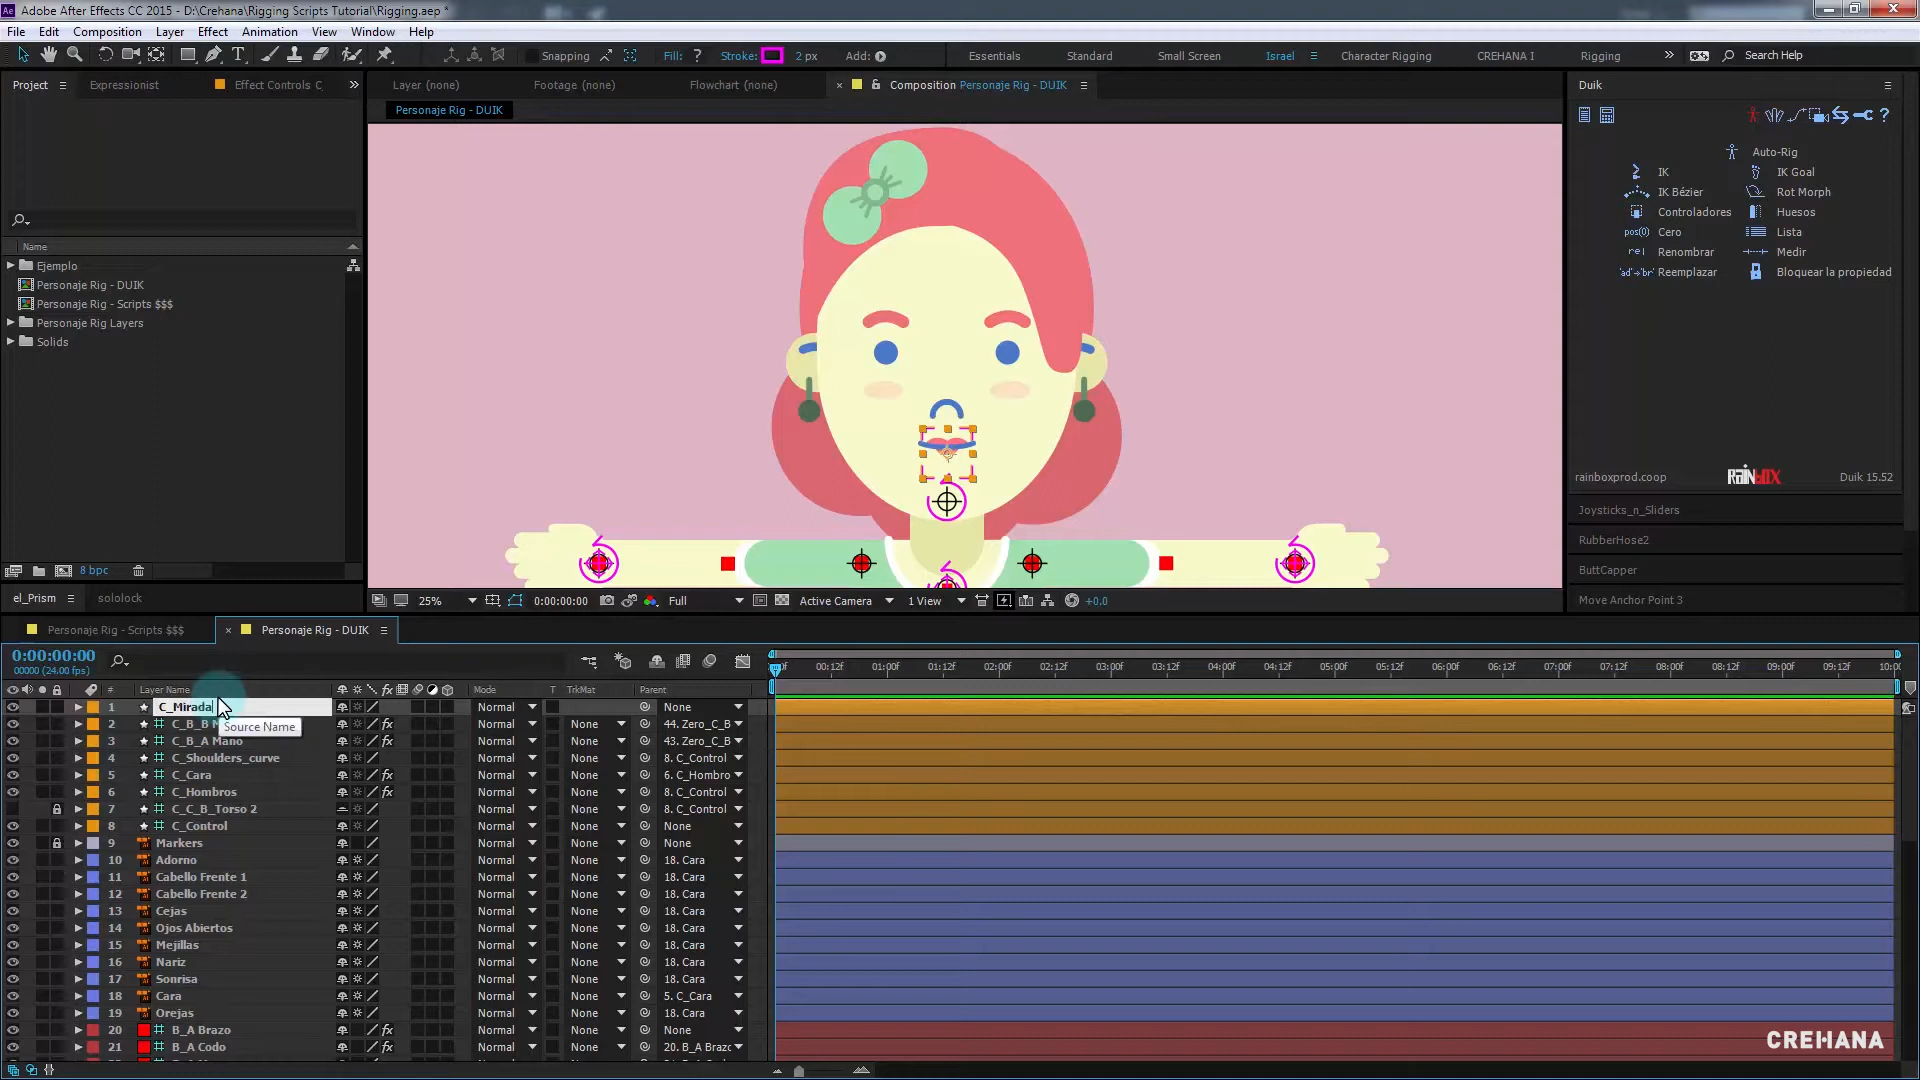 Adobe After Effects CC 2015 - D:\Crehana\Rigging Scripts Tutorial\Rigging.aep *
File Edit Composition Layer Effect Animation View Window Help
Snapping Fill: ? Stroke: 2 px Add: Essentials Standard Small Screen Israel Character Rigging CREHANA I Rigging Search Help
Project Expressionist Effect Controls C Layer (none) Footage (none) Flowchart (none) Composition Personaje Rig - DUIK Duik
Personaje Rig - DUIK
Auto-Rig
IK IK Goal
IK Bézier Rot Morph
Controladores Huesos
pos(0) Cero Lista
rel Renombrar Medir
'ad'→'br' Reemplazar Bloquear la propiedad
Name
Ejemplo
Personaje Rig - DUIK
Personaje Rig - Scripts $$$
Personaje Rig Layers
Solids
rainboxprod.coop RAINBOX Duik 15.52
Joysticks_n_Sliders
RubberHose2
ButtCapper
Move Anchor Point 3
8 bpc
el_Prism sololock
25% 0:00:00:00 Full Active Camera 1 View +0.0
Personaje Rig - Scripts $$$ Personaje Rig - DUIK
0:00:00:00
00000 (24.00 fps)
00:12f 01:00f 01:12f 02:00f 02:12f 03:00f 03:12f 04:00f 04:12f 05:00f 05:12f 06:00f 06:12f 07:00f 07:12f 08:00f 08:12f 09:00f 09:12f 10:00
# Layer Name fx Mode T TrkMat Parent
1 C_Mirada Normal None
Source Name
2 C_B_B Normal None 44. Zero_C_B
3 C_B_A Mano Normal None 43. Zero_C_B
4 C_Shoulders_curve Normal None 8. C_Control
5 C_Cara Normal None 6. C_Hombro
6 C_Hombros Normal None 8. C_Control
7 C_C_B_Torso 2 Normal None 8. C_Control
8 C_Control Normal None None
9 Markers Normal None None
10 Adorno Normal None 18. Cara
11 Cabello Frente 1 Normal None 18. Cara
12 Cabello Frente 2 Normal None 18. Cara
13 Cejas Normal None 18. Cara
14 Ojos Abiertos Normal None 18. Cara
15 Mejillas Normal None 18. Cara
16 Nariz Normal None 18. Cara
17 Sonrisa Normal None 18. Cara
18 Cara Normal None 5. C_Cara
19 Orejas Normal None 18. Cara
20 B_A Brazo Normal None None
21 B_A Codo Normal None 20. B_A Brazo
CREHANA